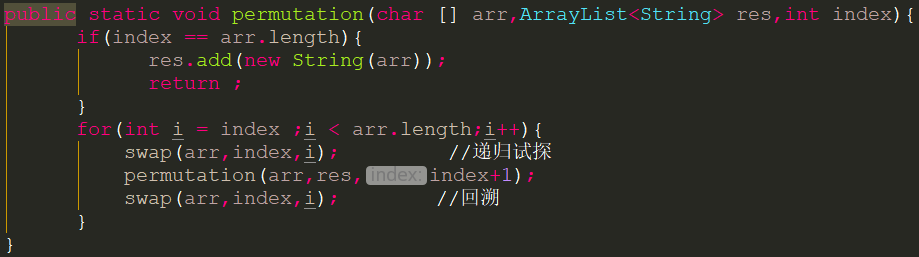 public static void permutation(char [] arr,ArrayList<String> res,int index){
if(index == arr.length){
res.add(new String(arr));
return ;
}
for(int i = index ;i < arr.length;i++){
swap(arr,index,i); //递归试探
permutation(arr,res, index: index+1);
swap(arr,index,i); //回溯
}
}